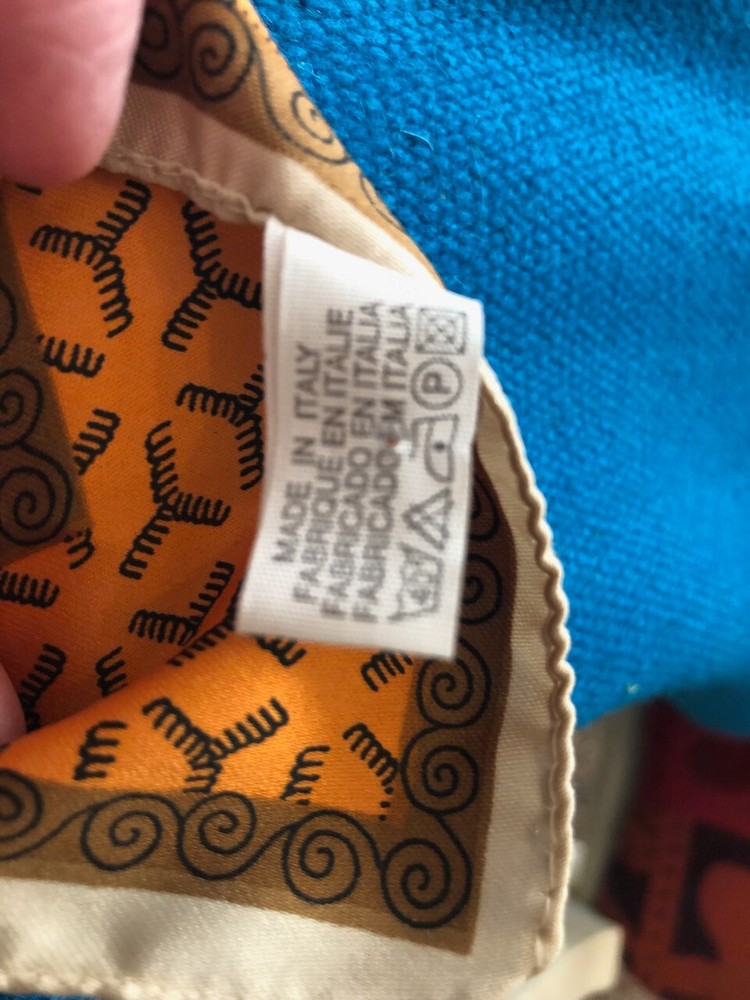 MADE IN ITALY
FABRIQUE EN ITALIE
FABRICADO EN ITALIA
FABRICADO EM ITALIA
P